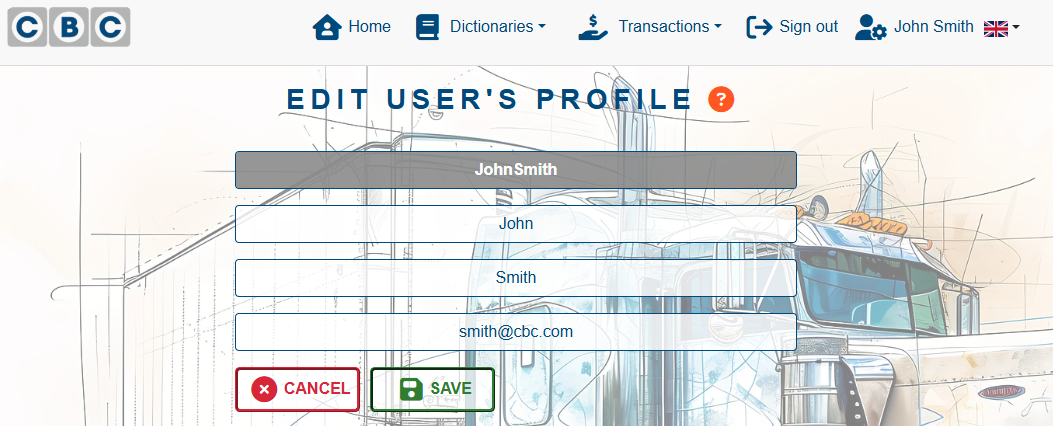 CBC
Home Dictionaries Transactions Sign out John Smith
EDIT USER'S PROFILE ?
JohnSmith
John
Smith
smith@cbc.com
CANCEL SAVE